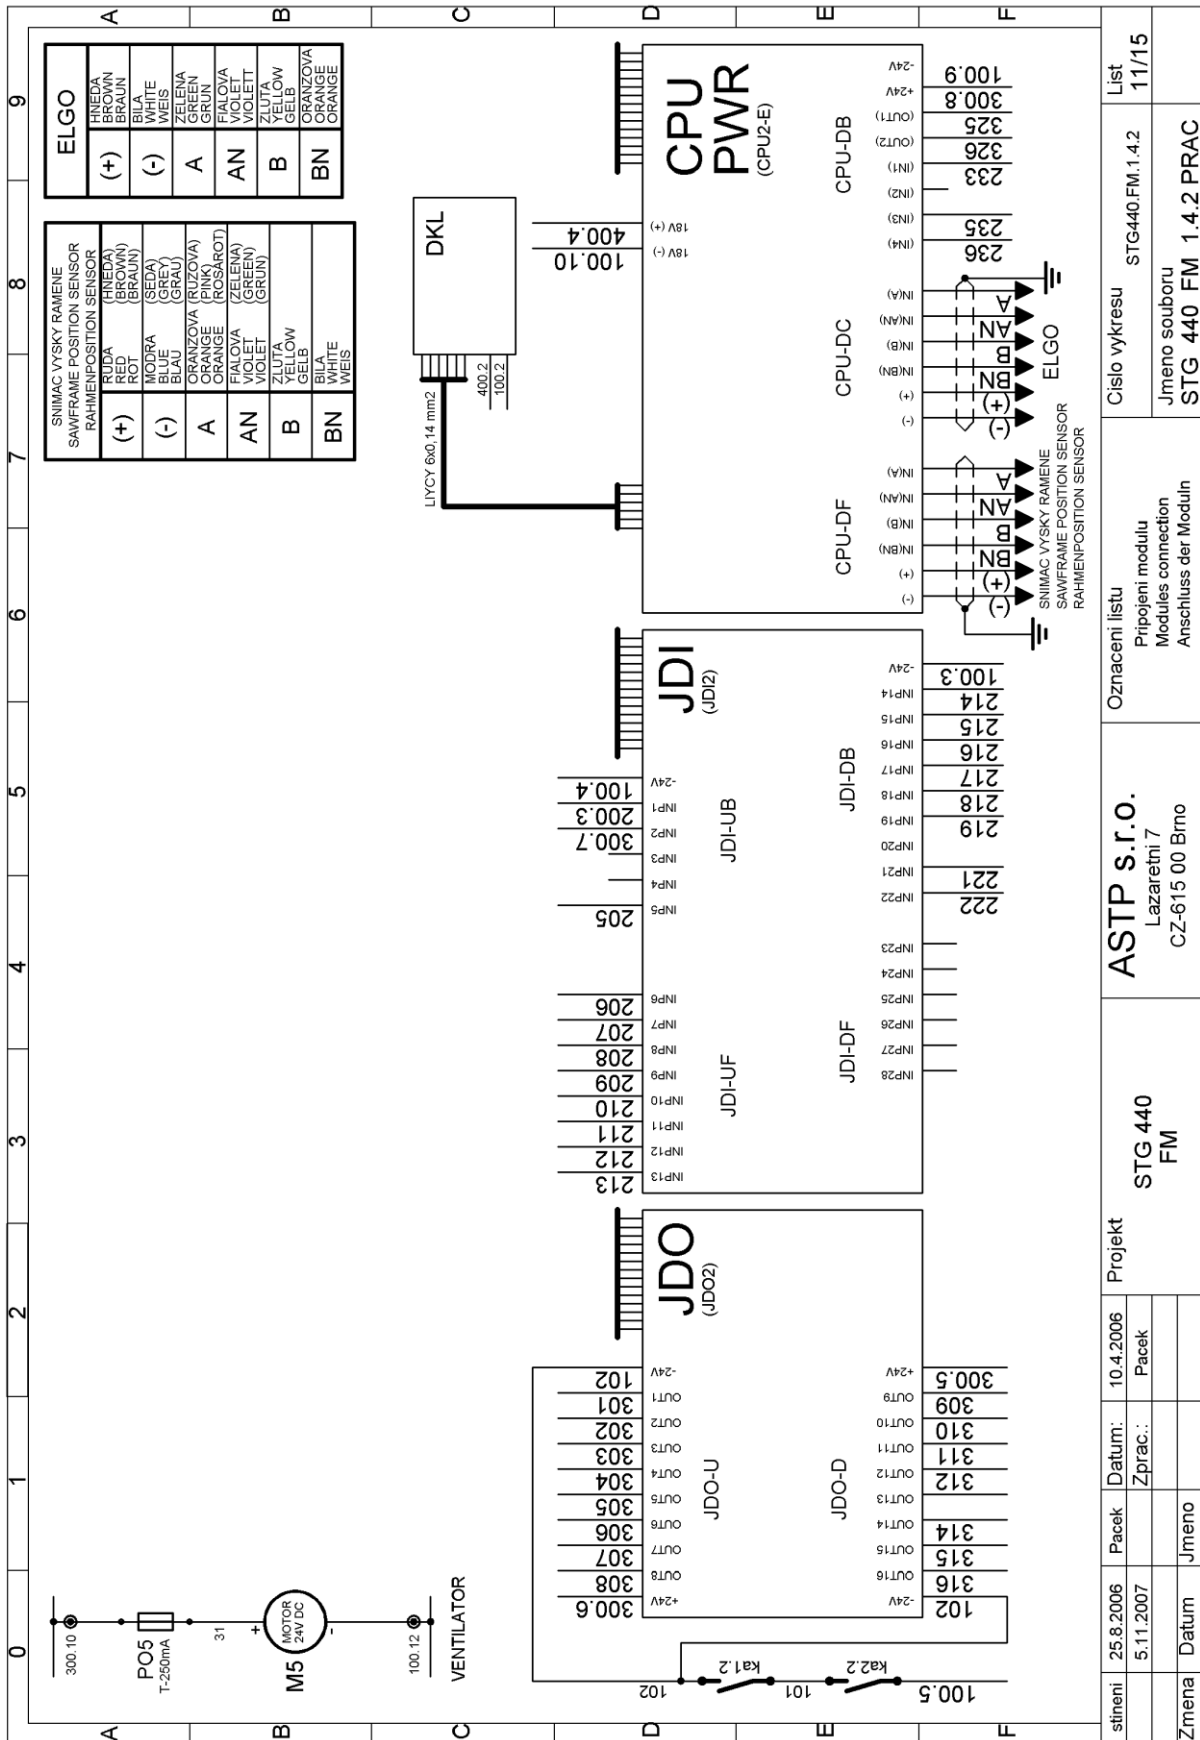 0
1
2
3
4
5
6
7
8
9
A
B
C
D
E
F
A
B
C
D
E
F
300.10
PO5
T-250mA
31
+
MOTOR
24V DC
-
M5
100.12
VENTILATOR
SNIMAC VYSKY RAMENE
SAWFRAME POSITION SENSOR
RAHMENPOSITION SENSOR
(+)
RUDA (HNEDA)
RED (BROWN)
ROT (BRAUN)
(-)
MODRA (SEDA)
BLUE (GREY)
BLAU (GRAU)
A
ORANZOVA (RUZOVA)
ORANGE (PINK)
ORANGE (ROSAROT)
AN
FIALOVA (ZELENA)
VIOLET (GREEN)
VIOLET (GRUN)
B
ZLUTA
YELLOW
GELB
BN
BILA
WHITE
WEIS
ELGO
(+)
HNEDA
BROWN
BRAUN
(-)
BILA
WHITE
WEIS
A
ZELENA
GREEN
GRUN
AN
FIALOVA
VIOLET
VIOLETT
B
ZLUTA
YELLOW
GELB
BN
ORANZOVA
ORANGE
ORANGE
DKL
LIYCY 6x0,14 mm2
400.2
100.2
102
ka1.2
101
ka2.2
100.5
JDO
(JDO2)
JDO-U
300.6 308 307 306 305 304 303 302 301 102
+24V OUT8 OUT7 OUT6 OUT5 OUT4 OUT3 OUT2 OUT1 -24V
JDO-D
-24V OUT16 OUT15 OUT14 OUT13 OUT12 OUT11 OUT10 OUT9 +24V
102 316 315 314 312 311 310 309 300.5
JDI
(JDI2)
213 212 211 210 209 208 207 206 205 300.7 200.3 100.4
INP13 INP12 INP11 INP10 INP9 INP8 INP7 INP6 INP5 INP4 INP3 INP2 INP1 -24V
JDI-UF
JDI-UB
JDI-DF
JDI-DB
INP28 INP27 INP26 INP25 INP24 INP23 INP22 INP21 INP20 INP19 INP18 INP17 INP16 INP15 INP14 -24V
222 221 219 218 217 216 215 214 100.3
CPU
PWR
(CPU2-E)
100.10 400.4
18V (-) 18V (+)
CPU-DF
CPU-DC
CPU-DB
(-) (+) IN(BN) IN(B) IN(AN) IN(A)
(-) (+) IN(BN) IN(B) IN(AN) IN(A)
(IN4) (IN3) (IN2) (IN1) (OUT2) (OUT1) +24V -24V
236 235 233 326 325 300.8 100.9
(-) (+) BN B AN A
SNIMAC VYSKY RAMENE
SAWFRAME POSITION SENSOR
RAHMENPOSITION SENSOR
(-) (+) BN B AN A
ELGO
stineni
25.8.2006
Pacek
5.11.2007
Zmena
Datum
Jmeno
Datum:
10.4.2006
Zprac.:
Pacek
Projekt
STG 440
FM
ASTP s.r.o.
Lazaretni 7
CZ-615 00 Brno
Oznaceni listu
Pripojeni modulu
Modules connection
Anschluss der Moduln
Cislo vykresu
STG440.FM.1.4.2
Jmeno souboru
STG 440 FM 1.4.2 PRAC
List
11/15